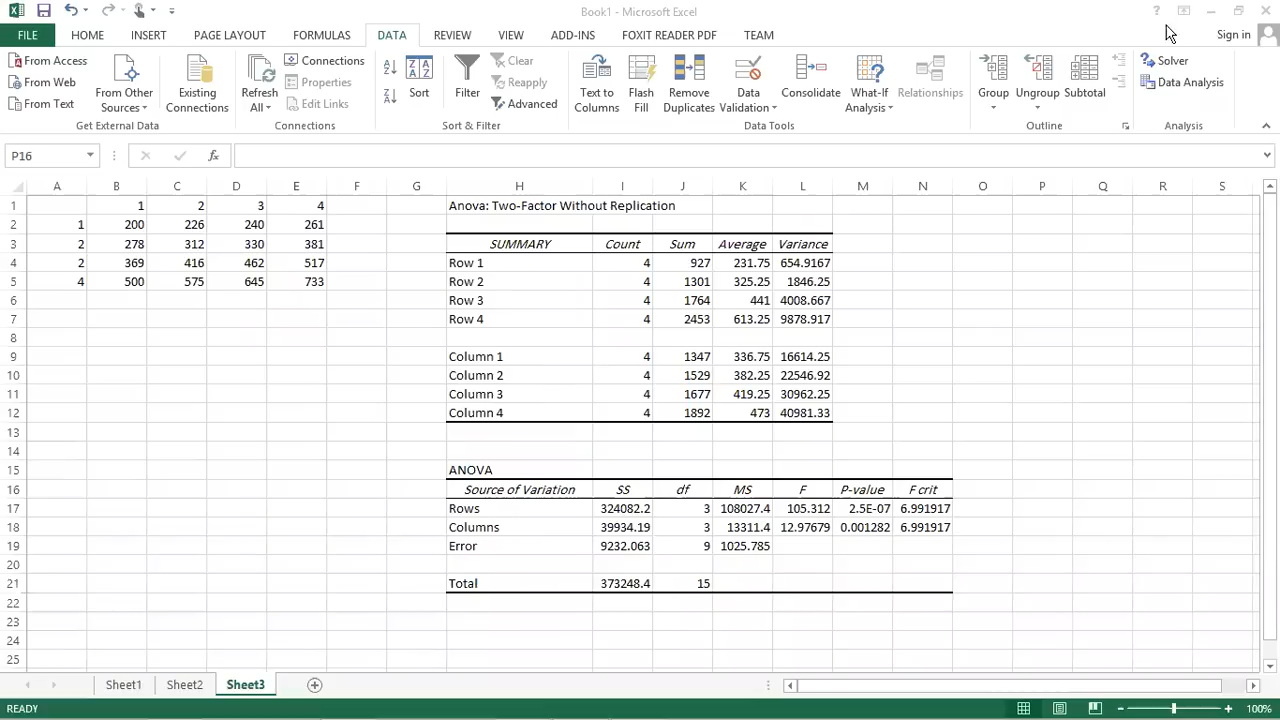 Book1 - Microsoft Excel
?
FILE HOME INSERT PAGE LAYOUT FORMULAS DATA REVIEW VIEW ADD-INS FOXIT READER PDF TEAM Sign in
From Access
From Web
From Text
From Other Sources
Existing Connections
Get External Data
Refresh All
Connections
Properties
Edit Links
Connections
Sort
Filter
Clear
Reapply
Advanced
Sort & Filter
Text to Columns
Flash Fill
Remove Duplicates
Data Validation
Consolidate
What-If Analysis
Relationships
Data Tools
Group
Ungroup
Subtotal
Outline
Solver
Data Analysis
Analysis
P16 fx
A B C D E F G H I J K L M N O P Q R S
1 1 2 3 4 Anova: Two-Factor Without Replication
2 1 200 226 240 261
3 2 278 312 330 381 SUMMARY Count Sum Average Variance
4 2 369 416 462 517 Row 1 4 927 231.75 654.9167
5 4 500 575 645 733 Row 2 4 1301 325.25 1846.25
6 Row 3 4 1764 441 4008.667
7 Row 4 4 2453 613.25 9878.917
8
9 Column 1 4 1347 336.75 16614.25
10 Column 2 4 1529 382.25 22546.92
11 Column 3 4 1677 419.25 30962.25
12 Column 4 4 1892 473 40981.33
13
14
15 ANOVA
16 Source of Variation SS df MS F P-value F crit
17 Rows 324082.2 3 108027.4 105.312 2.5E-07 6.991917
18 Columns 39934.19 3 13311.4 12.97679 0.001282 6.991917
19 Error 9232.063 9 1025.785
20
21 Total 373248.4 15
22
23
24
25
Sheet1 Sheet2 Sheet3
READY 100%